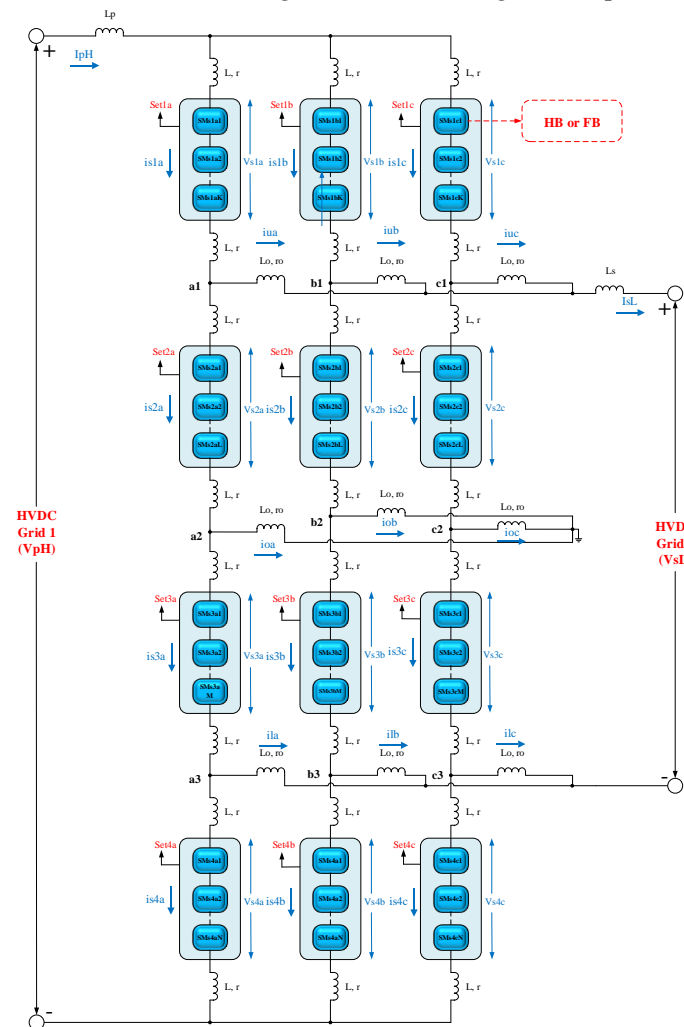 Lp
+
IpH
L, r
L, r
L, r
Set1a
Set1b
Set1c
SMs1a1
SMs1b1
SMs1c1
HB or FB
is1a
SMs1a2
Vs1a
is1b
SMs1b2
Vs1b
is1c
SMs1c2
Vs1c
SMs1aK
SMs1bK
SMs1cK
iua
iub
iuc
L, r
L, r
L, r
Lo, ro
Lo, ro
Lo, ro
Ls
a1
b1
c1
IsL
+
L, r
L, r
L, r
Set2a
Set2b
Set2c
SMs2a1
SMs2b1
SMs2c1
is2a
SMs2a2
Vs2a
is2b
SMs2b2
Vs2b
is2c
SMs2c2
Vs2c
SMs2aL
SMs2bL
SMs2cL
L, r
L, r
L, r
Lo, ro
Lo, ro
Lo, ro
HVDC
Grid 1
(VpH)
a2
b2
c2
ioa
iob
ioc
HVD
Grid
(VsL
L, r
L, r
L, r
Set3a
Set3b
Set3c
SMs3a1
SMs3b1
SMs3c1
is3a
SMs3a2
Vs3a
is3b
SMs3b2
Vs3b
is3c
SMs3c2
Vs3c
SMs3a
M
SMs3bM
SMs3cM
ila
ilb
ilc
L, r
L, r
L, r
Lo, ro
Lo, ro
Lo, ro
a3
b3
c3
-
L, r
L, r
L, r
Set4a
Set4b
Set4c
SMs4a1
SMs4a1
SMs4c1
is4a
SMs4a2
Vs4a
is4b
SMs4a2
Vs4b
is4c
SMs4c2
Vs4c
SMs4aN
SMs4aN
SMs4cN
L, r
L, r
L, r
-